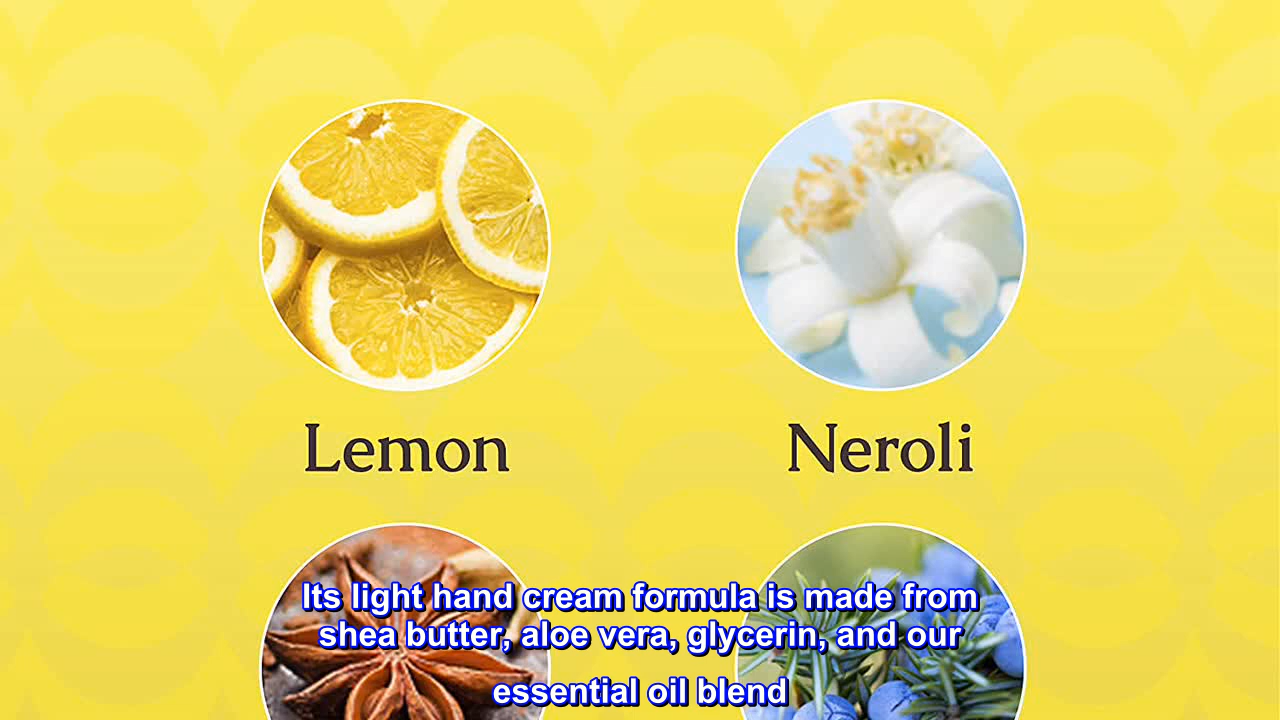 Lemon
Neroli
Its light hand cream formula is made from
shea butter, aloe vera, glycerin, and our
essential oil blend